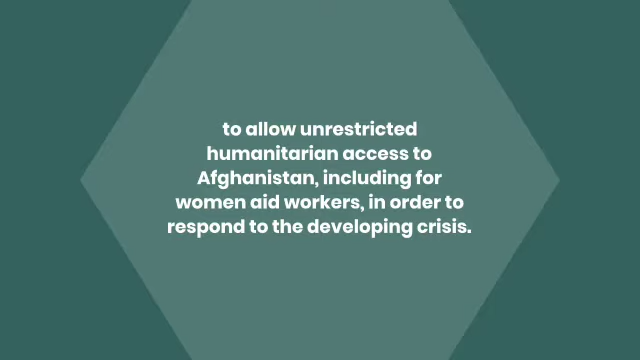 to allow unrestricted
humanitarian access to
Afghanistan, including for
women aid workers, in order to
respond to the developing crisis.